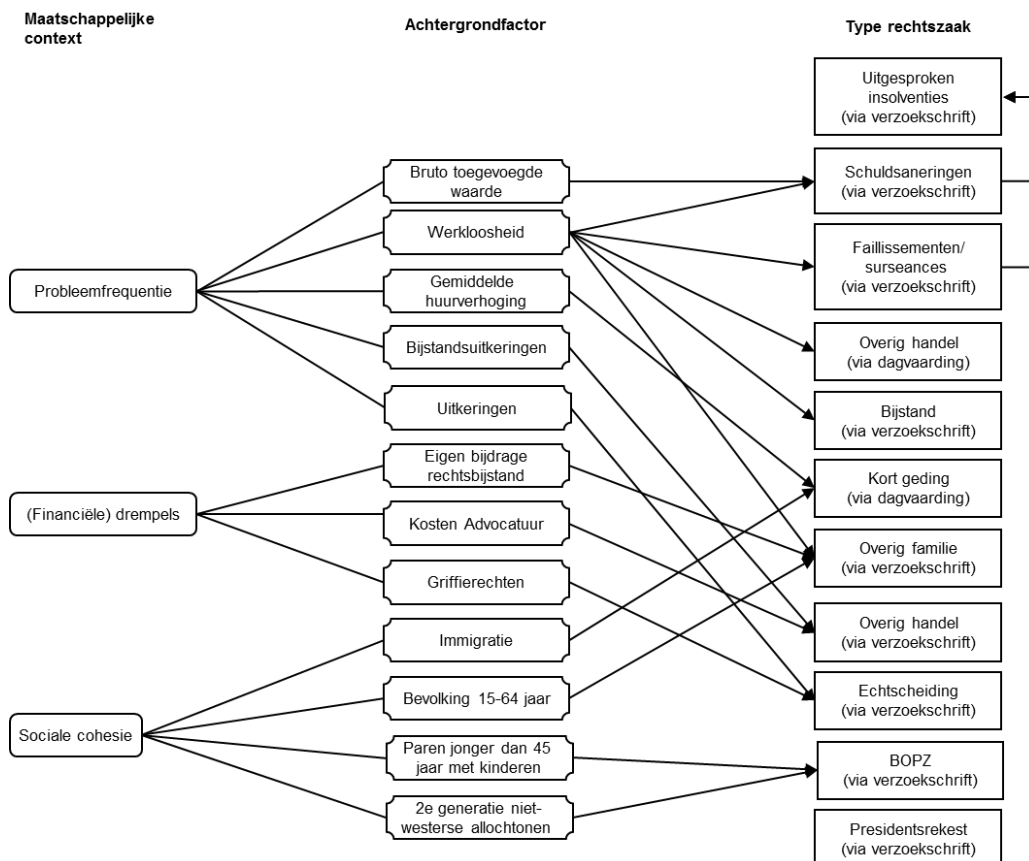 Maatschappelijke
context
Achtergrondfactor
Type rechtszaak
Uitgesproken
insolventies
(via verzoekschrift)
Bruto toegevoegde
waarde
Schuldsaneringen
(via verzoekschrift)
Werkloosheid
Faillissementen/
surseances
(via verzoekschrift)
Probleemfrequentie
Gemiddelde
huurverhoging
Bijstandsuitkeringen
Overig handel
(via dagvaarding)
Uitkeringen
Bijstand
(via verzoekschrift)
Eigen bijdrage
rechtsbijstand
Kort geding
(via dagvaarding)
(Financiële) drempels
Kosten Advocatuur
Overig familie
(via verzoekschrift)
Griffierechten
Immigratie
Overig handel
(via verzoekschrift)
Bevolking 15-64 jaar
Echtscheiding
(via verzoekschrift)
Sociale cohesie
Paren jonger dan 45
jaar met kinderen
BOPZ
(via verzoekschrift)
2e generatie niet-
westerse allochtonen
Presidentsrekest
(via verzoekschrift)